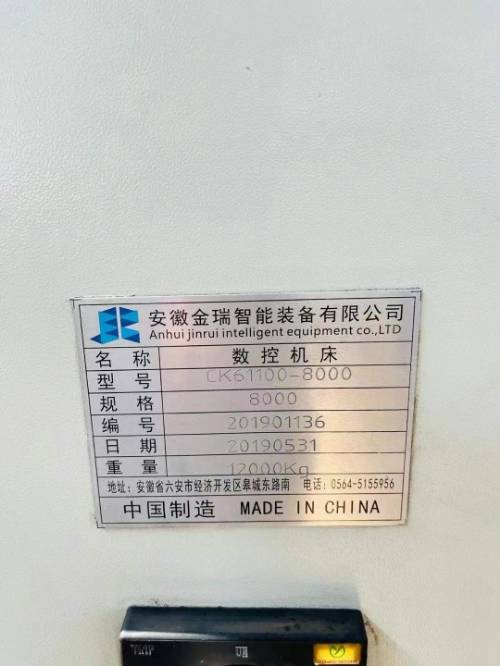 安徽金瑞智能装备有限公司
Anhui jinrui intelligent equipment co.,LTD
名称 数控机床
型号 CK61100-8000
规格 8000
编号 201901136
日期 20190531
重量 12000Kg
地址: 安徽省六安市经济开发区皋城东路南 电话: 0564-5155956
中国制造 MADE IN CHINA